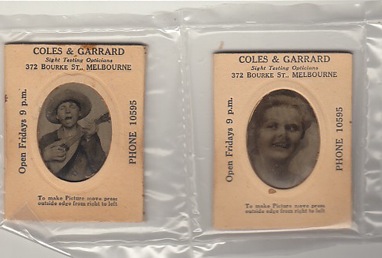 COLES & GARRARD
Sight Testing Opticians
372 BOURKE ST., MELBOURNE
Open Fridays 9 p.m.
PHONE 10595
To make Picture move press
outside edge from right to left
COLES & GARRARD
Sight Testing Opticians
372 BOURKE ST., MELBOURNE
Open Fridays 9 p.m.
PHONE 10595
To make Picture move press
outside edge from right to left